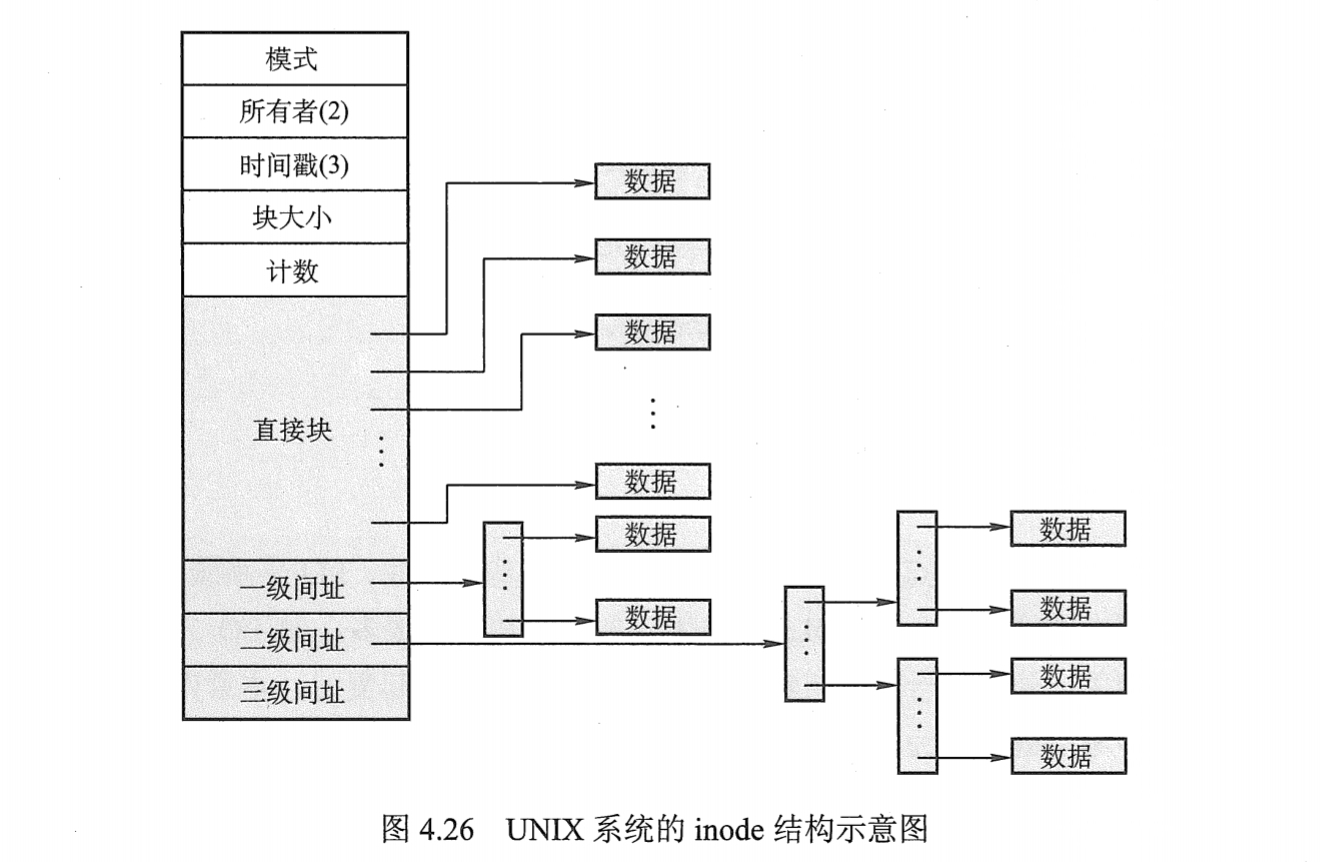 模式
所有者(2)
时间戳(3)
块大小
计数
直接块
一级间址
二级间址
三级间址
数据
数据
数据
数据
数据
数据
数据
数据
数据
数据
图 4.26 UNIX 系统的 inode 结构示意图